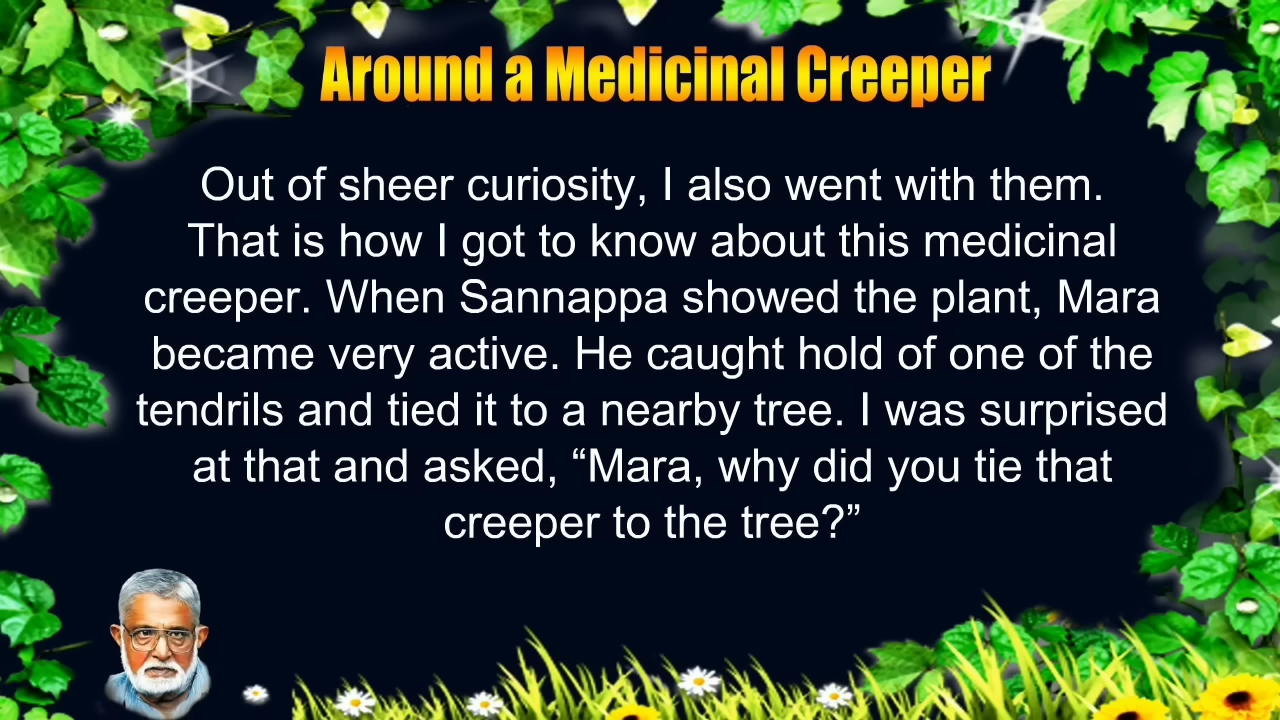 Around a Medicinal Creeper
Out of sheer curiosity, I also went with them.
That is how I got to know about this medicinal
creeper. When Sannappa showed the plant, Mara
became very active. He caught hold of one of the
tendrils and tied it to a nearby tree. I was surprised
at that and asked, “Mara, why did you tie that
creeper to the tree?”